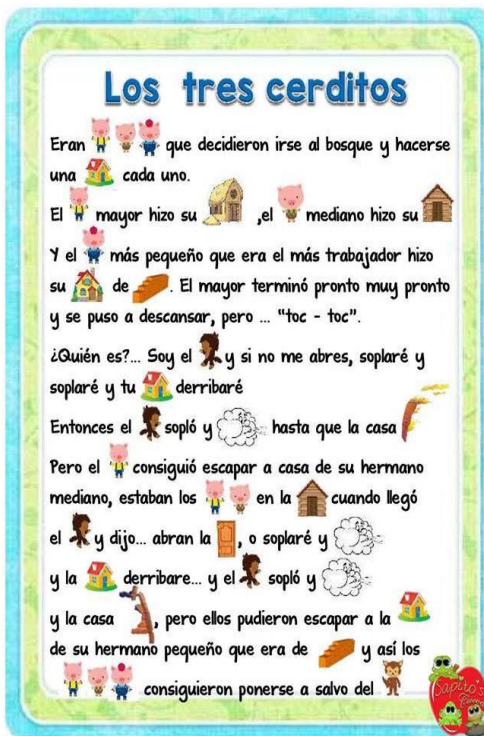 Los tres cerditos
Eran que decidieron irse al bosque y hacerse
una cada uno.
El mayor hizo su ,el mediano hizo su
Y el más pequeño que era el más trabajador hizo
su de . El mayor terminó pronto muy pronto
y se puso a descansar, pero ... "toc - toc".
¿Quién es?... Soy el y si no me abres, soplaré y
soplaré y tu derribaré
Entonces el sopló y hasta que la casa
Pero el consiguió escapar a casa de su hermano
mediano, estaban los en la cuando llegó
el y dijo... abran la , o soplaré y
y la derribare... y el sopló y
y la casa , pero ellos pudieron escapar a la
de su hermano pequeño que era de y así los
consiguieron ponerse a salvo del
Sapito's